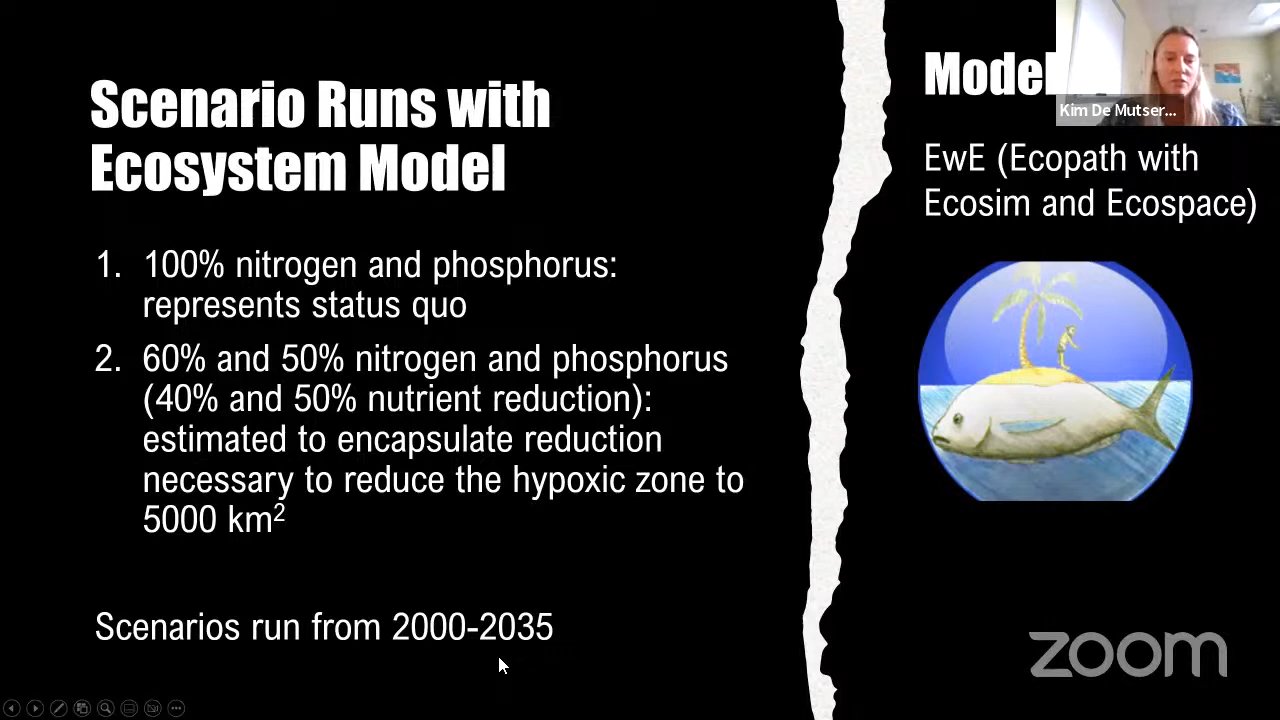 Scenario Runs with
Ecosystem Model
1. 100% nitrogen and phosphorus:
represents status quo
2. 60% and 50% nitrogen and phosphorus
(40% and 50% nutrient reduction):
estimated to encapsulate reduction
necessary to reduce the hypoxic zone to
5000 km²
Scenarios run from 2000-2035
Model
Kim De Mutser...
EwE (Ecopath with
Ecosim and Ecospace)
zoom